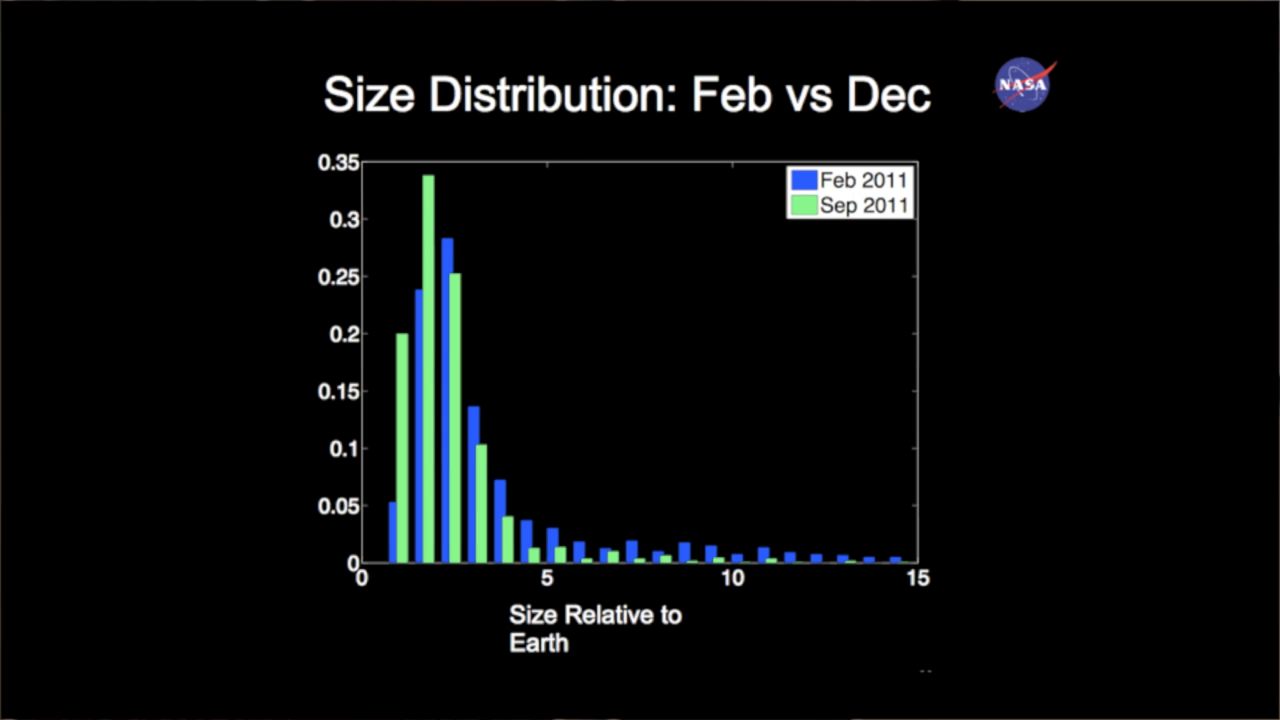 Size Distribution: Feb vs Dec
NASA
0.35
Feb 2011
Sep 2011
0.3
0.25
0.2
0.15
0.1
0.05
0
0 5 10 15
Size Relative to
Earth
--